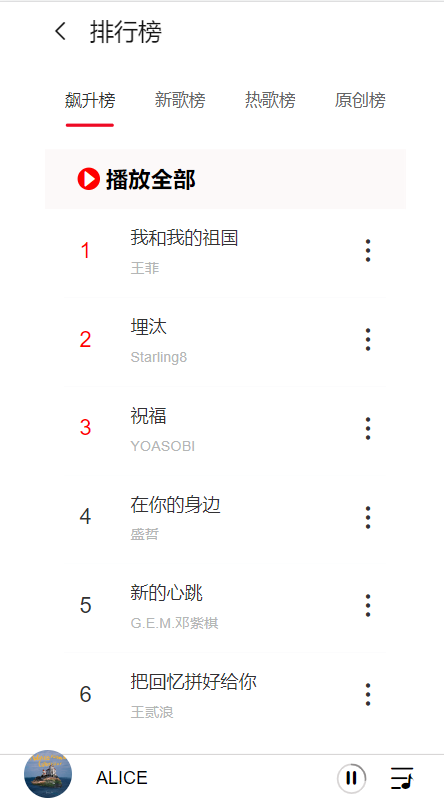 排行榜
飙升榜 新歌榜 热歌榜 原创榜
播放全部
1 我和我的祖国
王菲
2 埋汰
Starling8
3 祝福
YOASOBI
4 在你的身边
盛哲
5 新的心跳
G.E.M.邓紫棋
6 把回忆拼好给你
王贰浪
ALICE